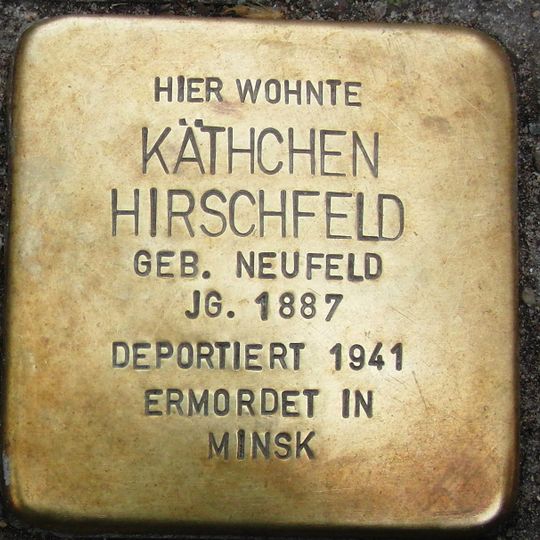 HIER WOHNTE
KÄTHCHEN
HIRSCHFELD
GEB. NEUFELD
JG. 1887
DEPORTIERT 1941
ERMORDET IN
MINSK